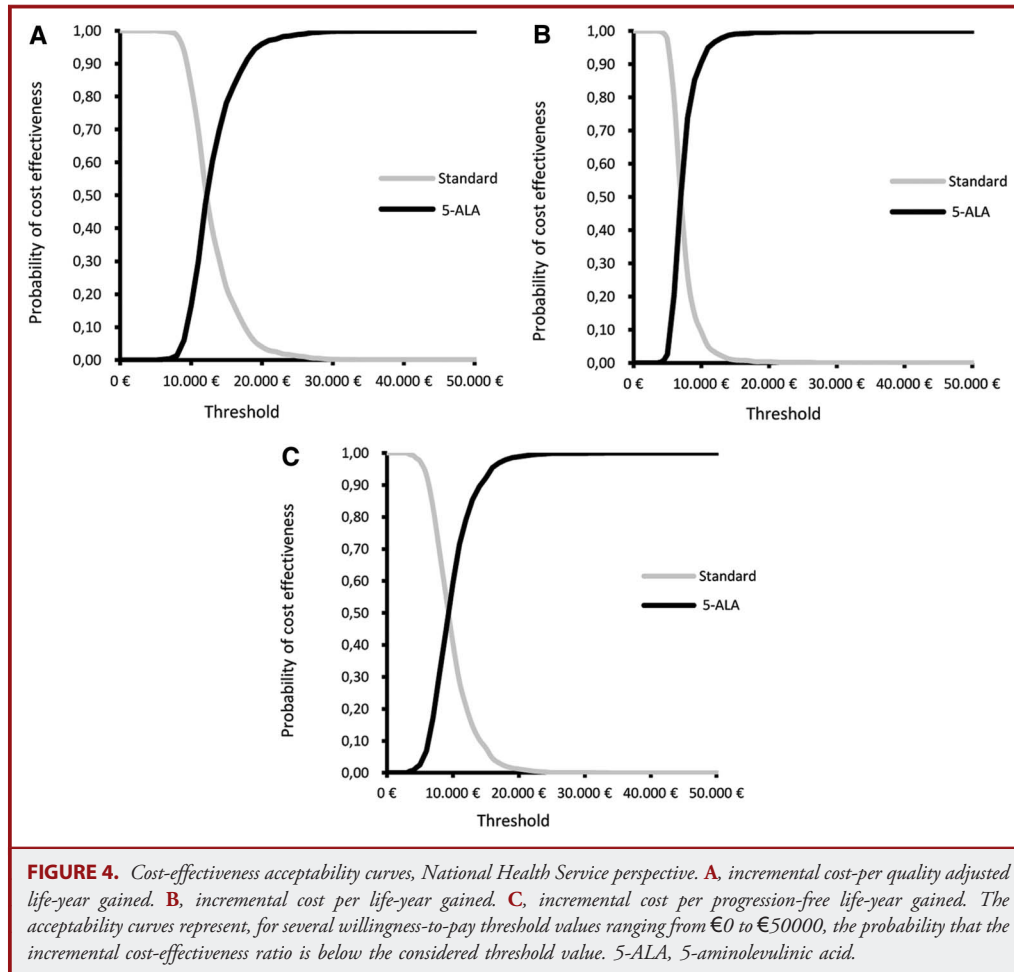 A
Probability of cost effectiveness
1,00
0,90
0,80
0,70
0,60
0,50
0,40
0,30
0,20
0,10
0,00
Standard
5-ALA
0 € 10.000 € 20.000 € 30.000 € 40.000 € 50.000 €
Threshold
B
Probability of cost effectiveness
1,00
0,90
0,80
0,70
0,60
0,50
0,40
0,30
0,20
0,10
0,00
Standard
5-ALA
0 € 10.000 € 20.000 € 30.000 € 40.000 € 50.000 €
Threshold
C
Probability of cost effectiveness
1,00
0,90
0,80
0,70
0,60
0,50
0,40
0,30
0,20
0,10
0,00
Standard
5-ALA
0 € 10.000 € 20.000 € 30.000 € 40.000 € 50.000 €
Threshold
FIGURE 4. Cost-effectiveness acceptability curves, National Health Service perspective. A, incremental cost-per quality adjusted
life-year gained. B, incremental cost per life-year gained. C, incremental cost per progression-free life-year gained. The
acceptability curves represent, for several willingness-to-pay threshold values ranging from €0 to €50000, the probability that the
incremental cost-effectiveness ratio is below the considered threshold value. 5-ALA, 5-aminolevulinic acid.